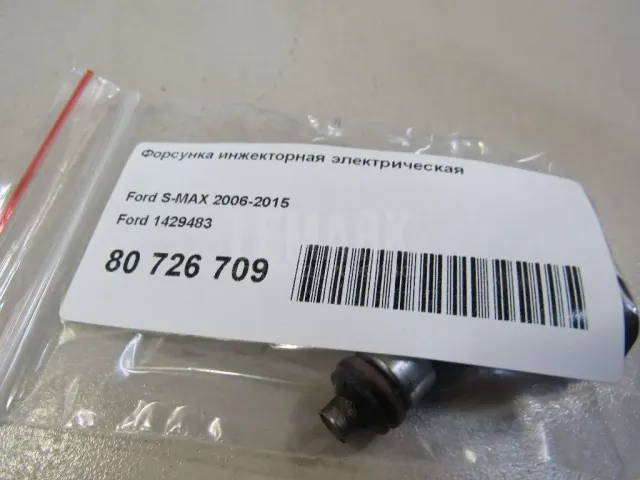 Форсунка инжекторная электрическая
Ford S-MAX 2006-2015
Ford 1429483
80 726 709